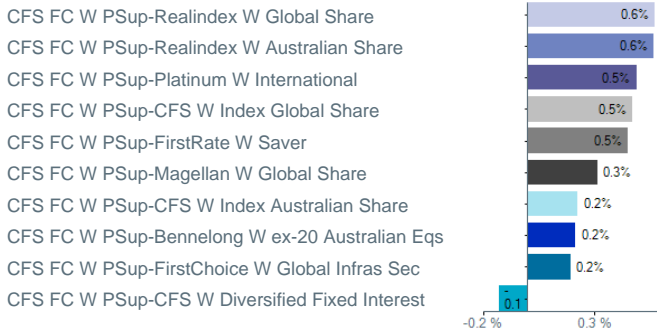 CFS FC W PSup-Realindex W Global Share 0.6%
CFS FC W PSup-Realindex W Australian Share 0.6%
CFS FC W PSup-Platinum W International 0.5%
CFS FC W PSup-CFS W Index Global Share 0.5%
CFS FC W PSup-FirstRate W Saver 0.5%
CFS FC W PSup-Magellan W Global Share 0.3%
CFS FC W PSup-CFS W Index Australian Share 0.2%
CFS FC W PSup-Bennelong W ex-20 Australian Eqs 0.2%
CFS FC W PSup-FirstChoice W Global Infras Sec 0.2%
CFS FC W PSup-CFS W Diversified Fixed Interest -
0.1
-0.2 % 0.3 %